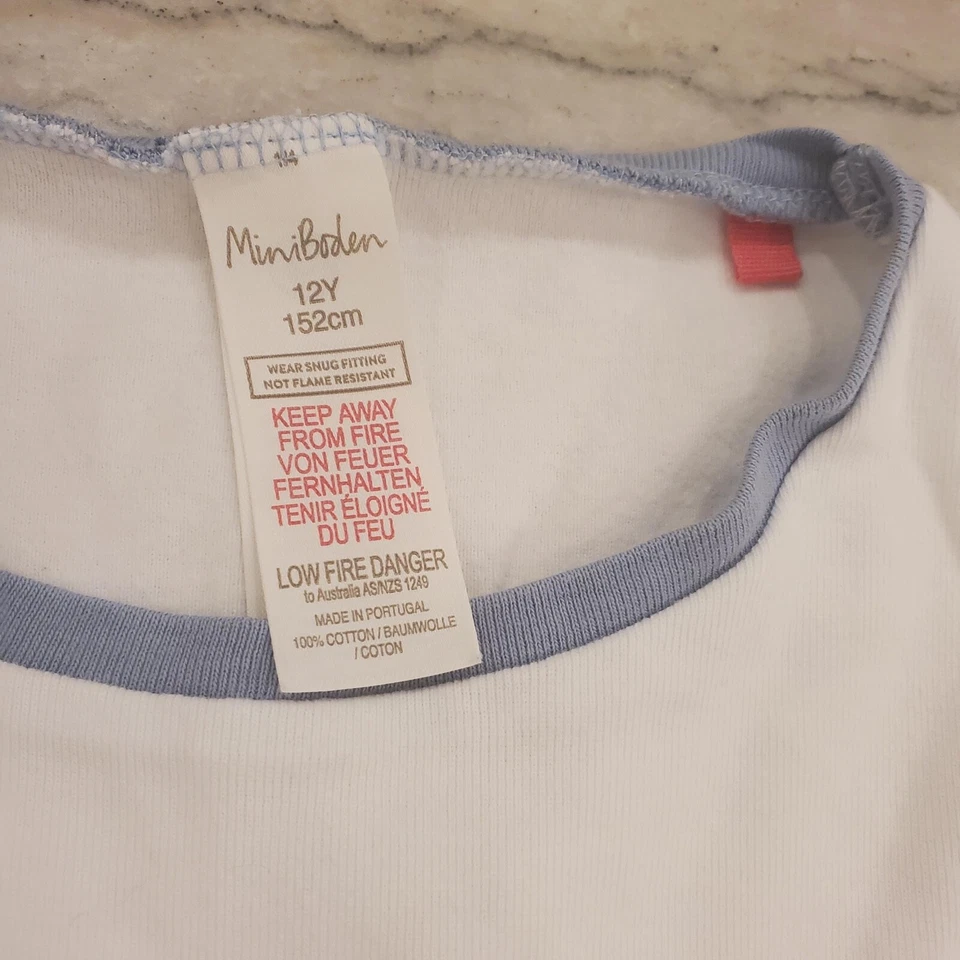 MiniBoden
12Y
152cm
WEAR SNUG FITTING
NOT FLAME RESISTANT
KEEP AWAY
FROM FIRE
VON FEUER
FERNHALTEN
TENIR ÉLOIGNÉ
DU FEU
LOW FIRE DANGER
to Australia AS/NZS 1249
MADE IN PORTUGAL
100% COTTON / BAUMWOLLE
/ COTON